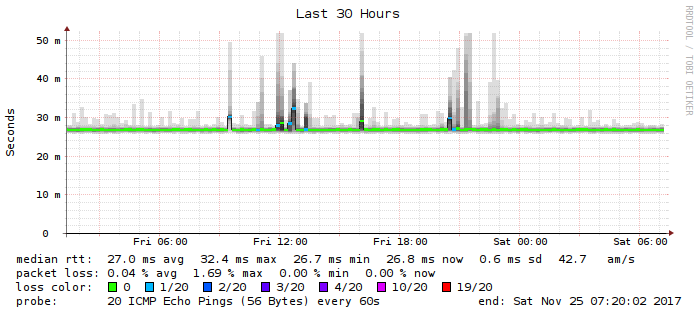 Last 30 Hours
RRDTOOL / TOBI OETIKER
Seconds
50 m
40 m
30 m
20 m
10 m
0
Fri 06:00 Fri 12:00 Fri 18:00 Sat 00:00 Sat 06:00
median rtt: 27.0 ms avg 32.4 ms max 26.7 ms min 26.8 ms now 0.6 ms sd 42.7 am/s
packet loss: 0.04 % avg 1.69 % max 0.00 % min 0.00 % now
loss color: 0 1/20 2/20 3/20 4/20 10/20 19/20
probe: 20 ICMP Echo Pings (56 Bytes) every 60s end: Sat Nov 25 07:20:02 2017